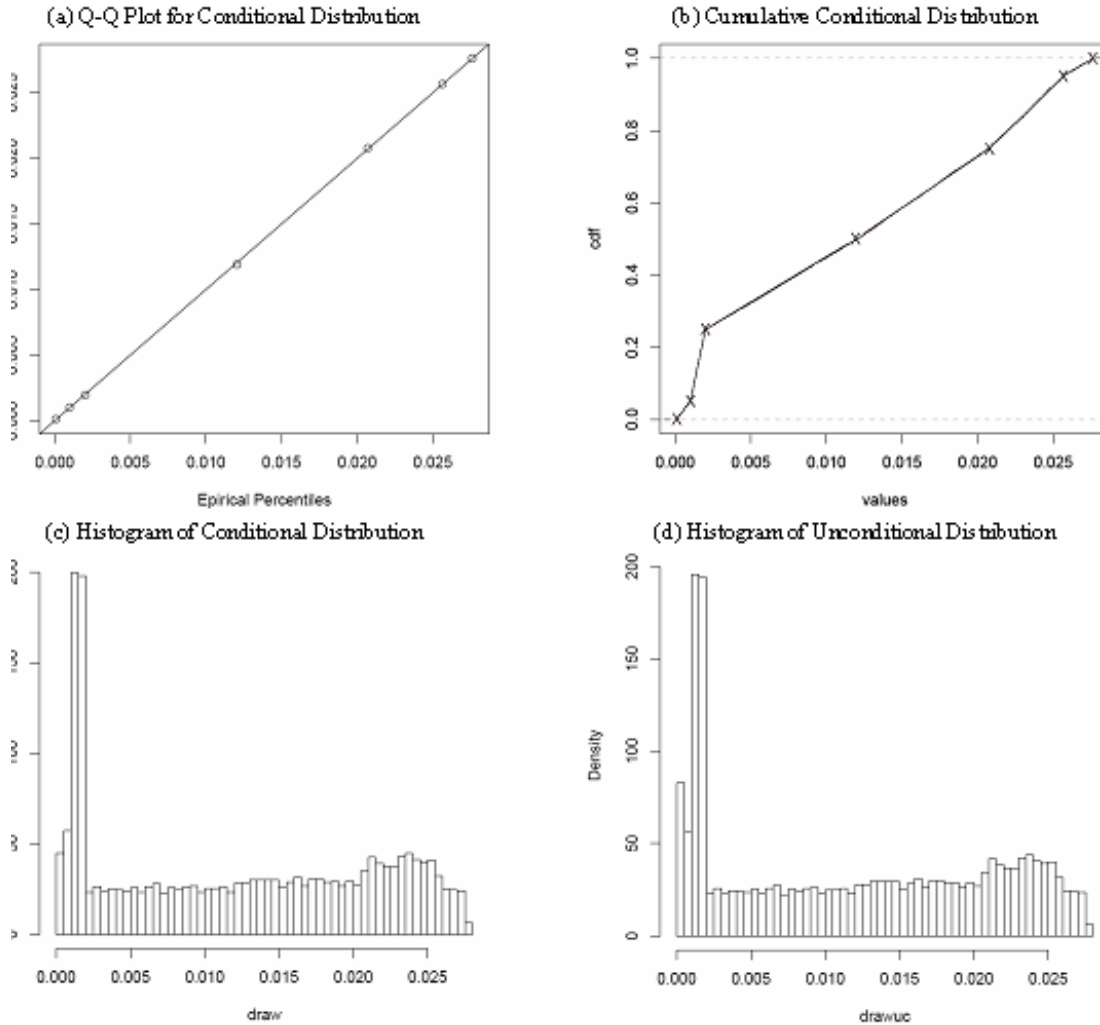 (a) Q-Q Plot for Conditional Distribution
(b) Cumulative Conditional Distribution
0.000 0.005 0.010 0.015 0.020 0.025
Epirical Percentiles
cdf
0.0 0.2 0.4 0.6 0.8 1.0
0.000 0.005 0.010 0.015 0.020 0.025
values
(c) Histogram of Conditional Distribution
(d) Histogram of Unconditional Distribution
0.000 0.005 0.010 0.015 0.020 0.025
draw
Density
0 50 100 150 200
0.000 0.005 0.010 0.015 0.020 0.025
drawuc